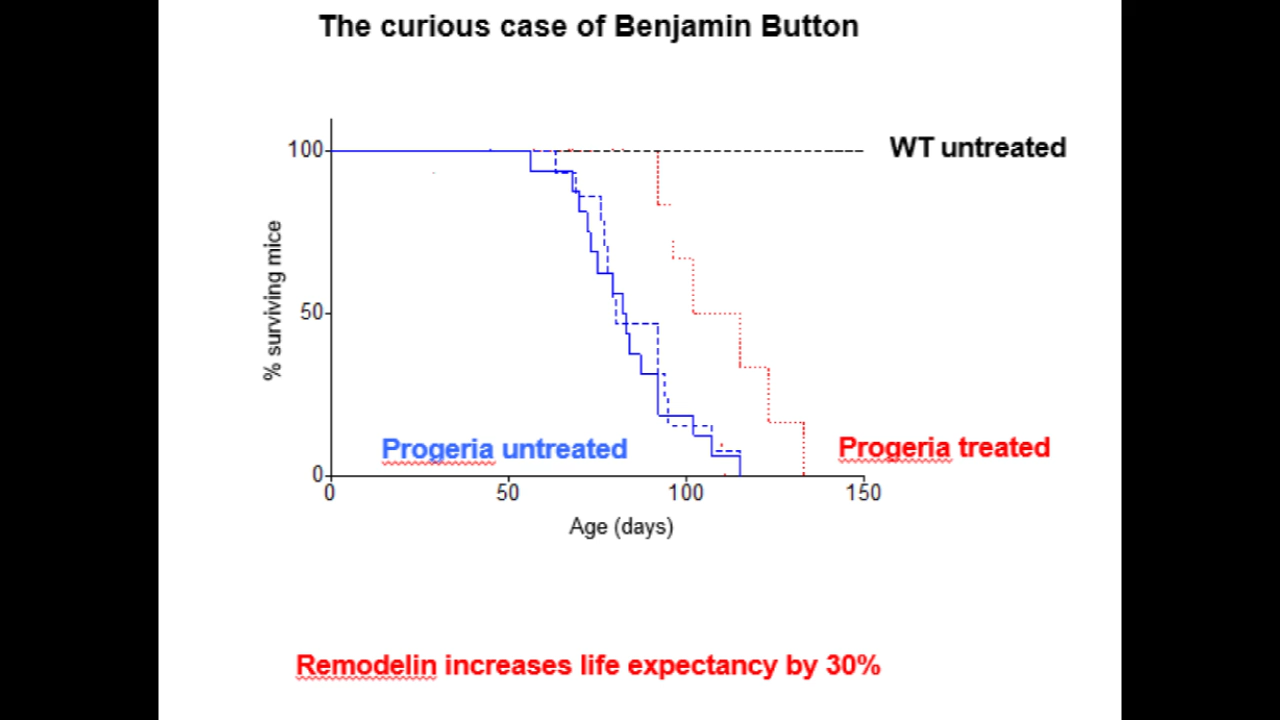 The curious case of Benjamin Button
100
WT untreated
% surviving mice
50
Progeria untreated
Progeria treated
0
0 50 100 150
Age (days)
Remodelin increases life expectancy by 30%